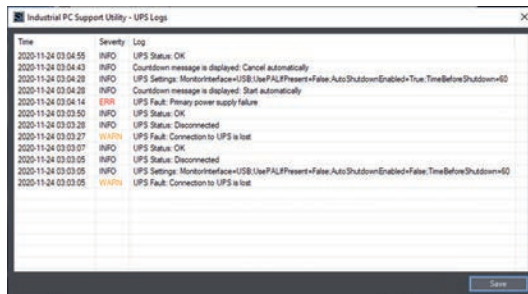 Industrial PC Support Utility - UPS Logs
Time Severity Log
2020-11-24 03:04:55 INFO UPS Status: OK
2020-11-24 03:04:43 INFO Countdown message is displayed: Cancel automatically
2020-11-24 03:04:28 INFO UPS Settings: MonitorInterface=USB;UsePALifPresent=False;AutoShutdownEnabled=True;TimeBeforeShutdown=60
2020-11-24 03:04:28 INFO Countdown message is displayed: Start automatically
2020-11-24 03:04:14 ERR UPS Fault: Primary power supply failure
2020-11-24 03:03:50 INFO UPS Status: OK
2020-11-24 03:03:28 INFO UPS Status: Disconnected
2020-11-24 03:03:27 WARN UPS Fault: Connection to UPS is lost
2020-11-24 03:03:07 INFO UPS Status: OK
2020-11-24 03:03:05 INFO UPS Status: Disconnected
2020-11-24 03:03:05 INFO UPS Settings: MonitorInterface=USB;UsePALifPresent=False;AutoShutdownEnabled=False;TimeBeforeShutdown=60
2020-11-24 03:03:05 WARN UPS Fault: Connection to UPS is lost
Save